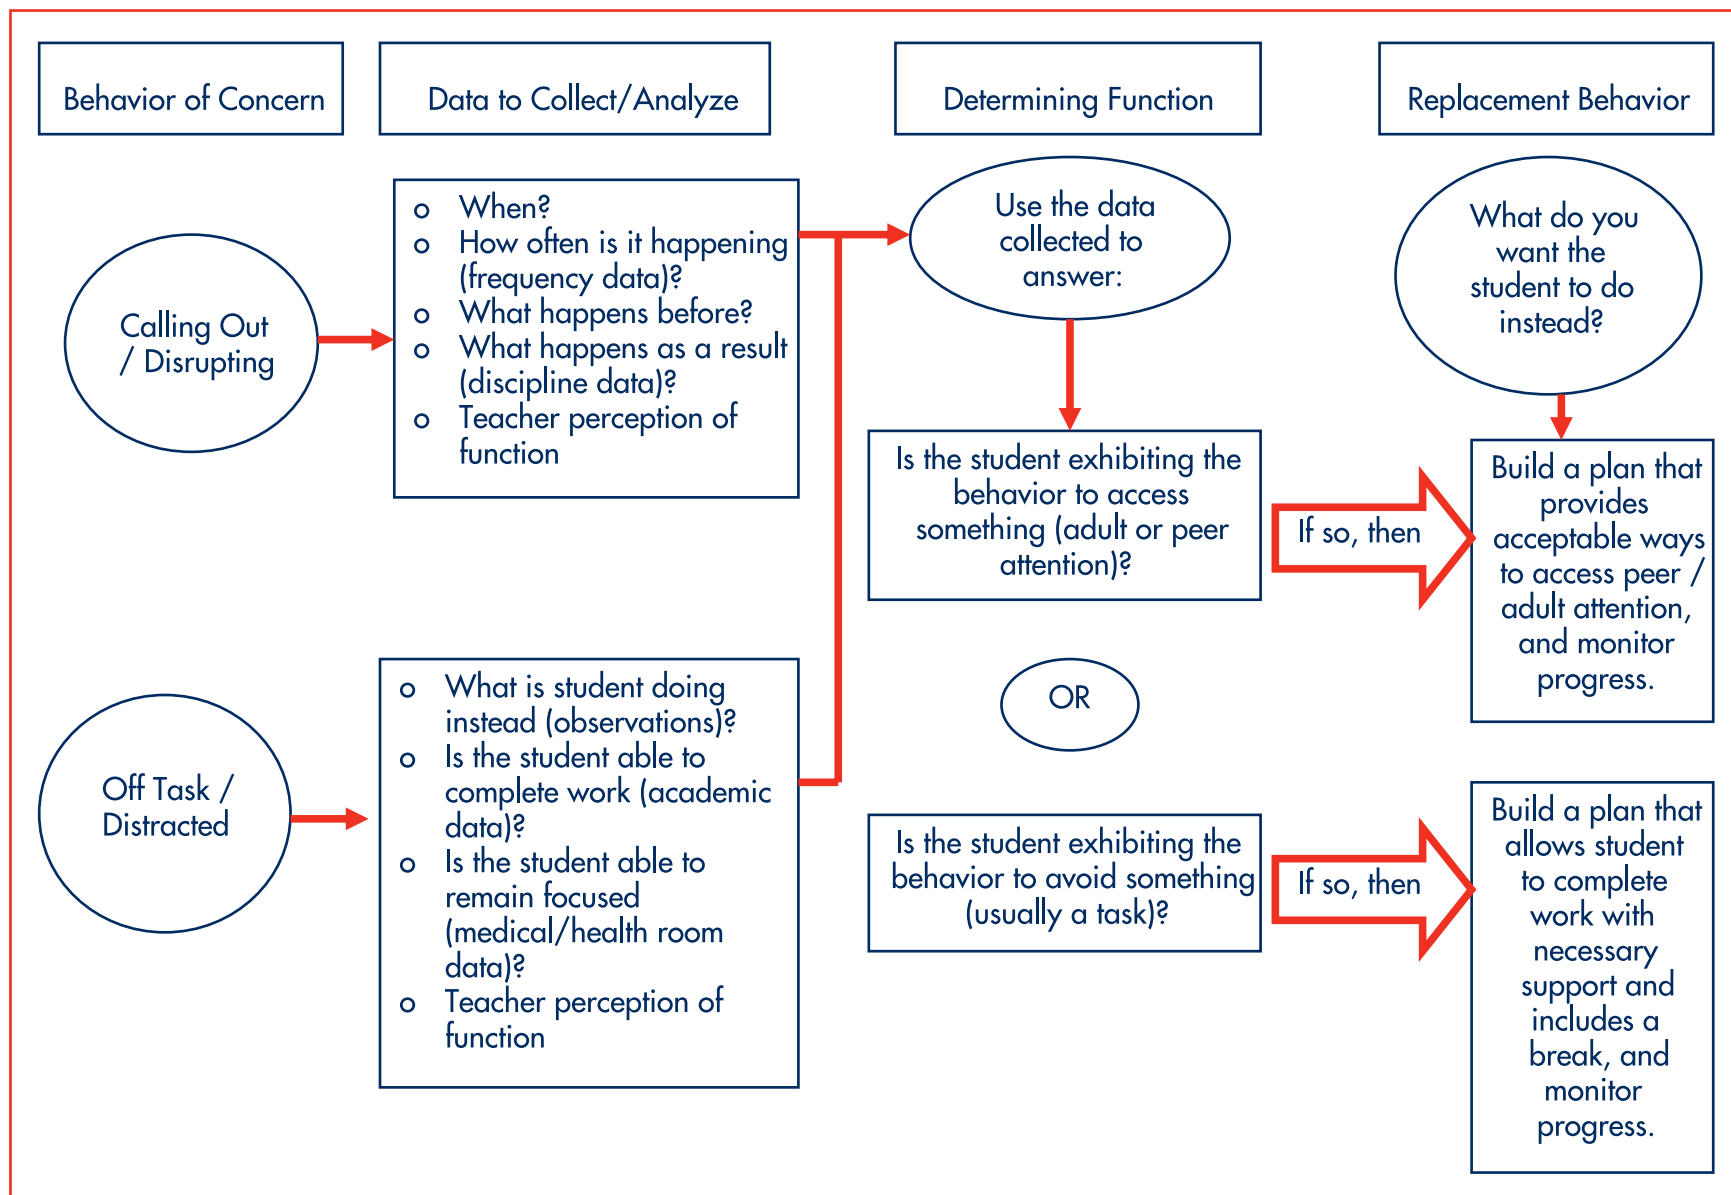 Behavior of Concern
Data to Collect/Analyze
Determining Function
Replacement Behavior
Calling Out
/ Disrupting
o When?
o How often is it happening
(frequency data)?
o What happens before?
o What happens as a result
(discipline data)?
o Teacher perception of
function
Use the data
collected to
answer:
What do you
want the
student to do
instead?
Is the student exhibiting the
behavior to access
something (adult or peer
attention)?
If so, then
Build a plan that
provides
acceptable ways
to access peer /
adult attention,
and monitor
progress.
OR
Off Task /
Distracted
o What is student doing
instead (observations)?
o Is the student able to
complete work (academic
data)?
o Is the student able to
remain focused
(medical/health room
data)?
o Teacher perception of
function
Is the student exhibiting the
behavior to avoid something
(usually a task)?
If so, then
Build a plan that
allows student
to complete
work with
necessary
support and
includes a
break, and
monitor
progress.